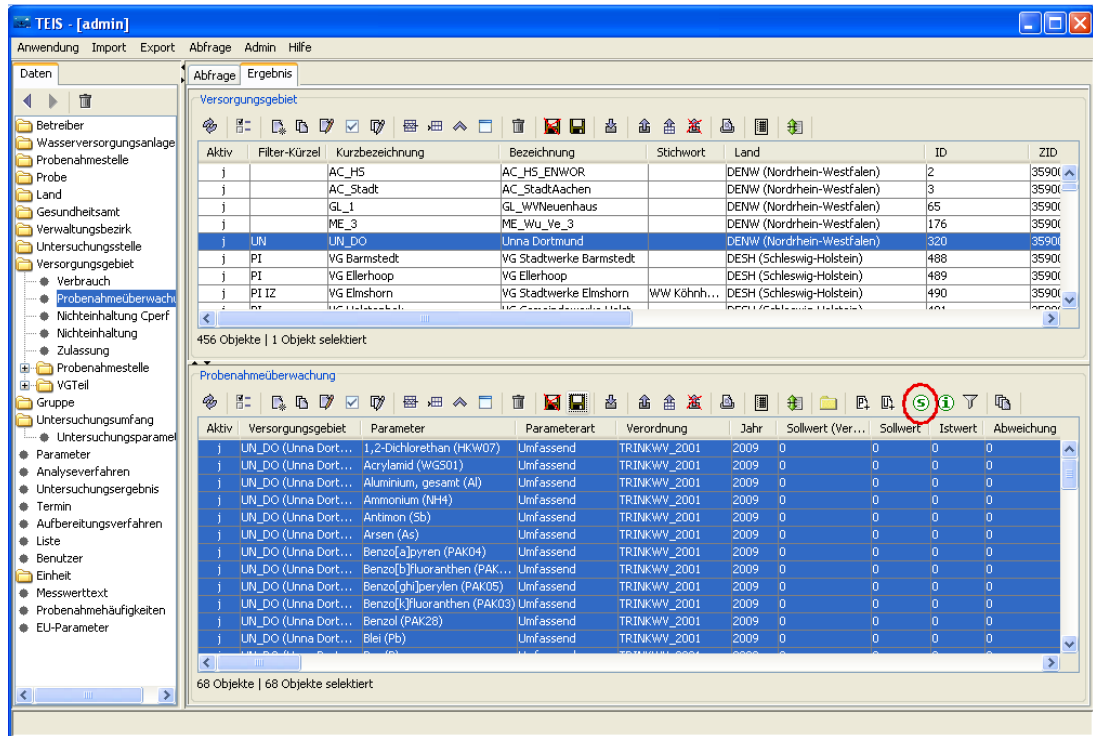 TEIS - [admin]
Anwendung Import Export Abfrage Admin Hilfe
Daten
Betreiber
Wasserversorgungsanlage
Probenahmestelle
Probe
Land
Gesundheitsamt
Verwaltungsbezirk
Untersuchungsstelle
Versorgungsgebiet
Verbrauch
Probenahmeüberwachu
Nichteinhaltung Cperf
Nichteinhaltung
Zulassung
Probenahmestelle
VGTeil
Gruppe
Untersuchungsumfang
Untersuchungsparamet
Parameter
Analyseverfahren
Untersuchungsergebnis
Termin
Aufbereitungsverfahren
Liste
Benutzer
Einheit
Messwerttext
Probenahmehäufigkeiten
EU-Parameter
Abfrage Ergebnis
Versorgungsgebiet
Aktiv Filter-Kürzel Kurzbezeichnung Bezeichnung Stichwort Land ID ZID
j AC_HS AC_HS_ENWOR DENW (Nordrhein-Westfalen) 2 35900
j AC_Stadt AC_StadtAachen DENW (Nordrhein-Westfalen) 3 35900
j GL_1 GL_WVNeuenhaus DENW (Nordrhein-Westfalen) 65 35900
j ME_3 ME_Wu_Ve_3 DENW (Nordrhein-Westfalen) 176 35900
j UN UN_DO Unna Dortmund DENW (Nordrhein-Westfalen) 320 35900
j PI VG Barmstedt VG Stadtwerke Barmstedt DESH (Schleswig-Holstein) 488 35900
j PI VG Ellerhoop VG Ellerhoop DESH (Schleswig-Holstein) 489 35900
j PI IZ VG Elmshorn VG Stadtwerke Elmshorn WW Köhnh... DESH (Schleswig-Holstein) 490 35900
456 Objekte | 1 Objekt selektiert
Probenahmeüberwachung
Aktiv Versorgungsgebiet Parameter Parameterart Verordnung Jahr Sollwert (Ver... Sollwert Istwert Abweichung
j UN_DO (Unna Dort... 1,2-Dichlorethan (HKW07) Umfassend TRINKWV_2001 2009 0 0 0 0
j UN_DO (Unna Dort... Acrylamid (WGS01) Umfassend TRINKWV_2001 2009 0 0 0 0
j UN_DO (Unna Dort... Aluminium, gesamt (Al) Umfassend TRINKWV_2001 2009 0 0 0 0
j UN_DO (Unna Dort... Ammonium (NH4) Umfassend TRINKWV_2001 2009 0 0 0 0
j UN_DO (Unna Dort... Antimon (Sb) Umfassend TRINKWV_2001 2009 0 0 0 0
j UN_DO (Unna Dort... Arsen (As) Umfassend TRINKWV_2001 2009 0 0 0 0
j UN_DO (Unna Dort... Benzo[a]pyren (PAK04) Umfassend TRINKWV_2001 2009 0 0 0 0
j UN_DO (Unna Dort... Benzo[b]fluoranthen (PAK... Umfassend TRINKWV_2001 2009 0 0 0 0
j UN_DO (Unna Dort... Benzo[ghi]perylen (PAK05) Umfassend TRINKWV_2001 2009 0 0 0 0
j UN_DO (Unna Dort... Benzo[k]fluoranthen (PAK03) Umfassend TRINKWV_2001 2009 0 0 0 0
j UN_DO (Unna Dort... Benzol (PAK28) Umfassend TRINKWV_2001 2009 0 0 0 0
j UN_DO (Unna Dort... Blei (Pb) Umfassend TRINKWV_2001 2009 0 0 0 0
68 Objekte | 68 Objekte selektiert